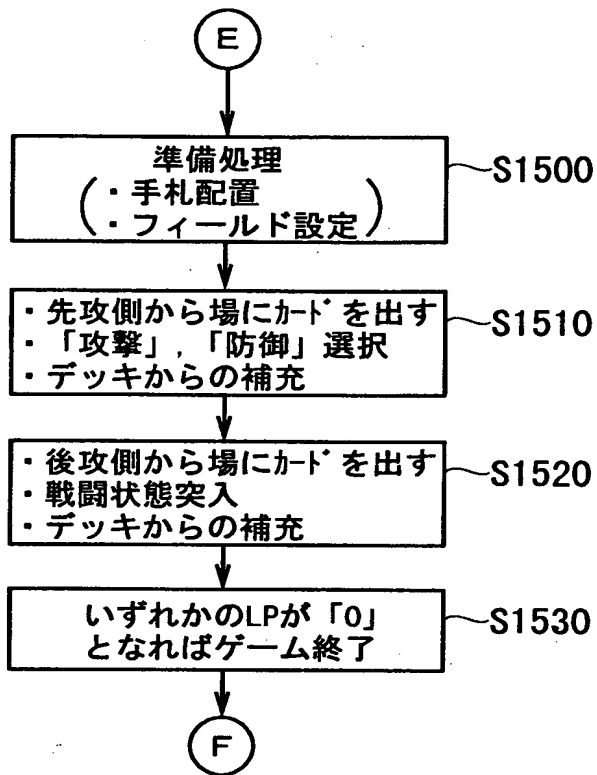 E
準備処理
・手札配置
・フィールド設定
S1500
・先攻側から場にｶｰﾄﾞを出す
・「攻撃」,「防御」選択
・デッキからの補充
S1510
・後攻側から場にｶｰﾄﾞを出す
・戦闘状態突入
・デッキからの補充
S1520
いずれかのLPが「0」
となればゲーム終了
S1530
F